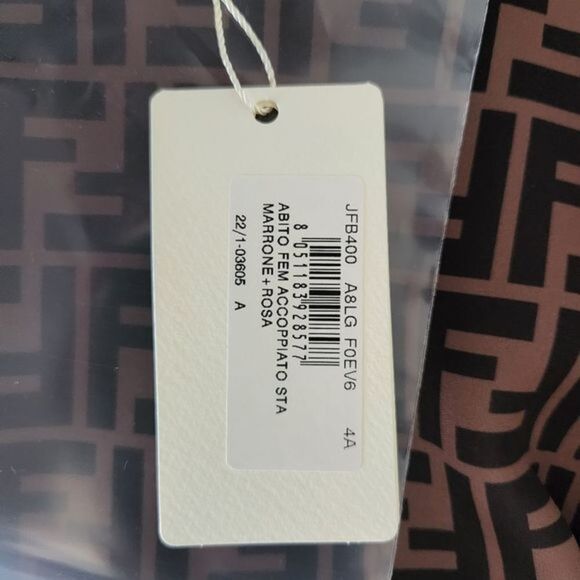 JFB400 A8LG F0EV6 4A
8 051183 928577
ABITO FEM ACCOPPIATO STA
MARRONE+ROSA
22/1-03605 A